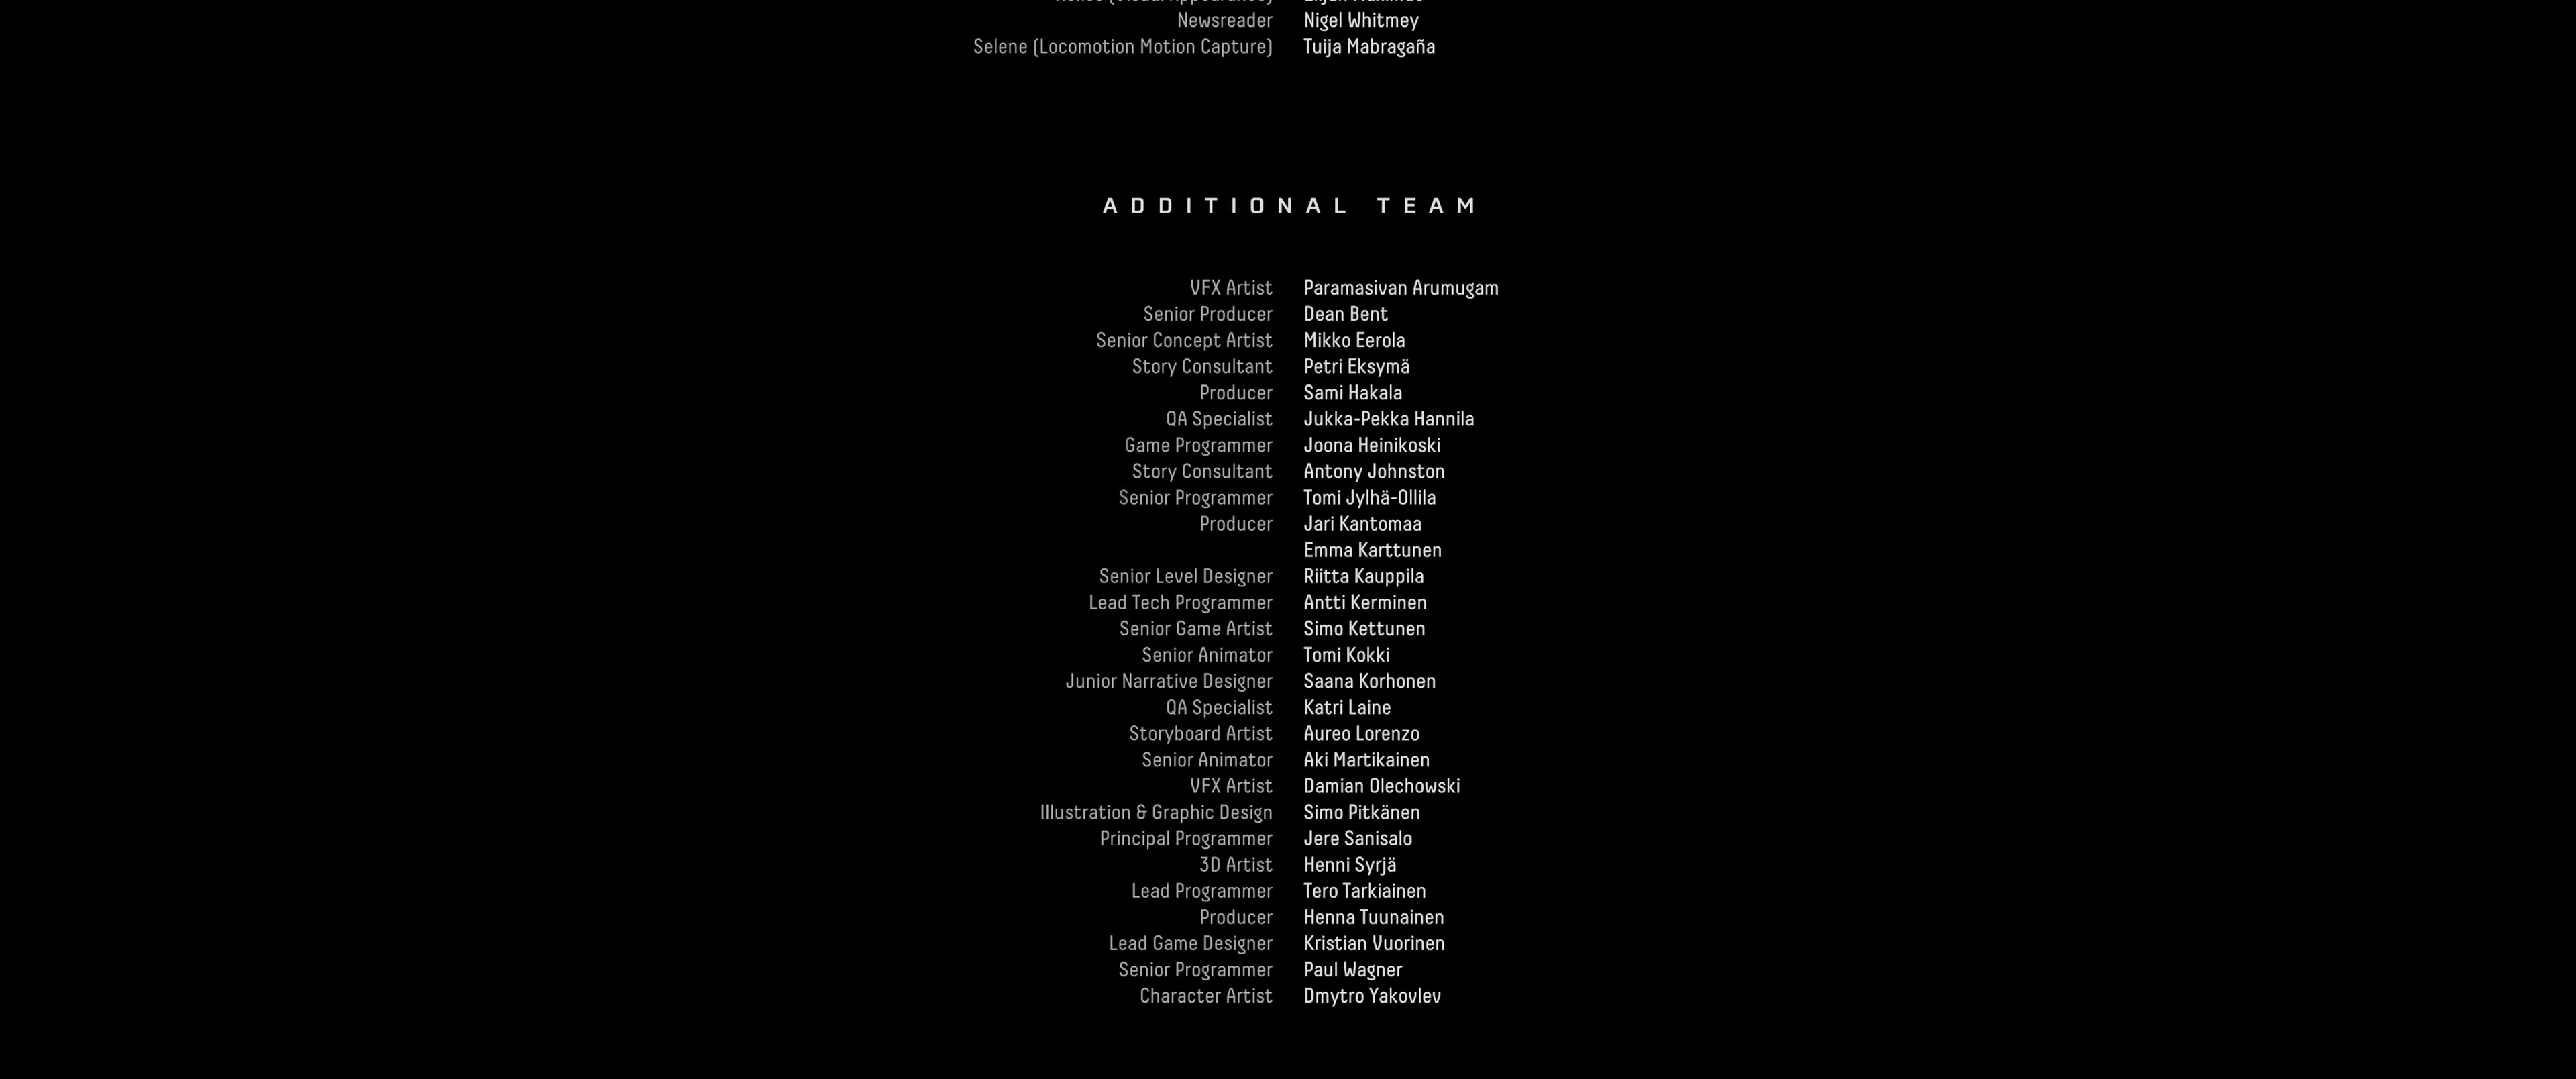 Newsreader Nigel Whitmey
Selene (Locomotion Motion Capture) Tuija Mabragaña
ADDITIONAL TEAM
VFX Artist Paramasivan Arumugam
Senior Producer Dean Bent
Senior Concept Artist Mikko Eerola
Story Consultant Petri Eksymä
Producer Sami Hakala
QA Specialist Jukka-Pekka Hannila
Game Programmer Joona Heinikoski
Story Consultant Antony Johnston
Senior Programmer Tomi Jylhä-Ollila
Producer Jari Kantomaa
Emma Karttunen
Senior Level Designer Riitta Kauppila
Lead Tech Programmer Antti Kerminen
Senior Game Artist Simo Kettunen
Senior Animator Tomi Kokki
Junior Narrative Designer Saana Korhonen
QA Specialist Katri Laine
Storyboard Artist Aureo Lorenzo
Senior Animator Aki Martikainen
VFX Artist Damian Olechowski
Illustration & Graphic Design Simo Pitkänen
Principal Programmer Jere Sanisalo
3D Artist Henni Syrjä
Lead Programmer Tero Tarkiainen
Producer Henna Tuunainen
Lead Game Designer Kristian Vuorinen
Senior Programmer Paul Wagner
Character Artist Dmytro Yakovlev